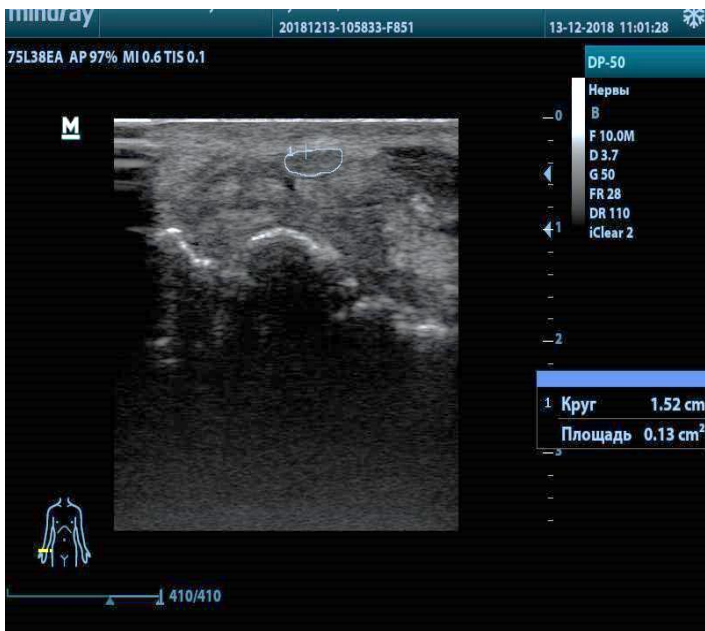 mindray
20181213-105833-F851
13-12-2018 11:01:28
75L38EA AP 97% MI 0.6 TIS 0.1
DP-50
Нервы
B
F 10.0M
D 3.7
G 50
FR 28
DR 110
iClear 2
M
0
1
2
3
1
1 Круг 1.52 cm
Площадь 0.13 cm²
410/410